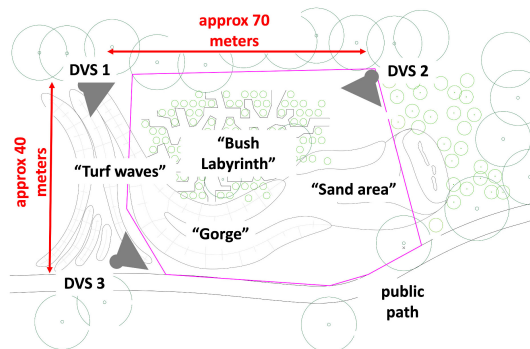 approx 70
meters
DVS 1
DVS 2
approx 40
meters
“Bush
Labyrinth”
“Turf waves”
“Sand area”
“Gorge”
DVS 3
public
path